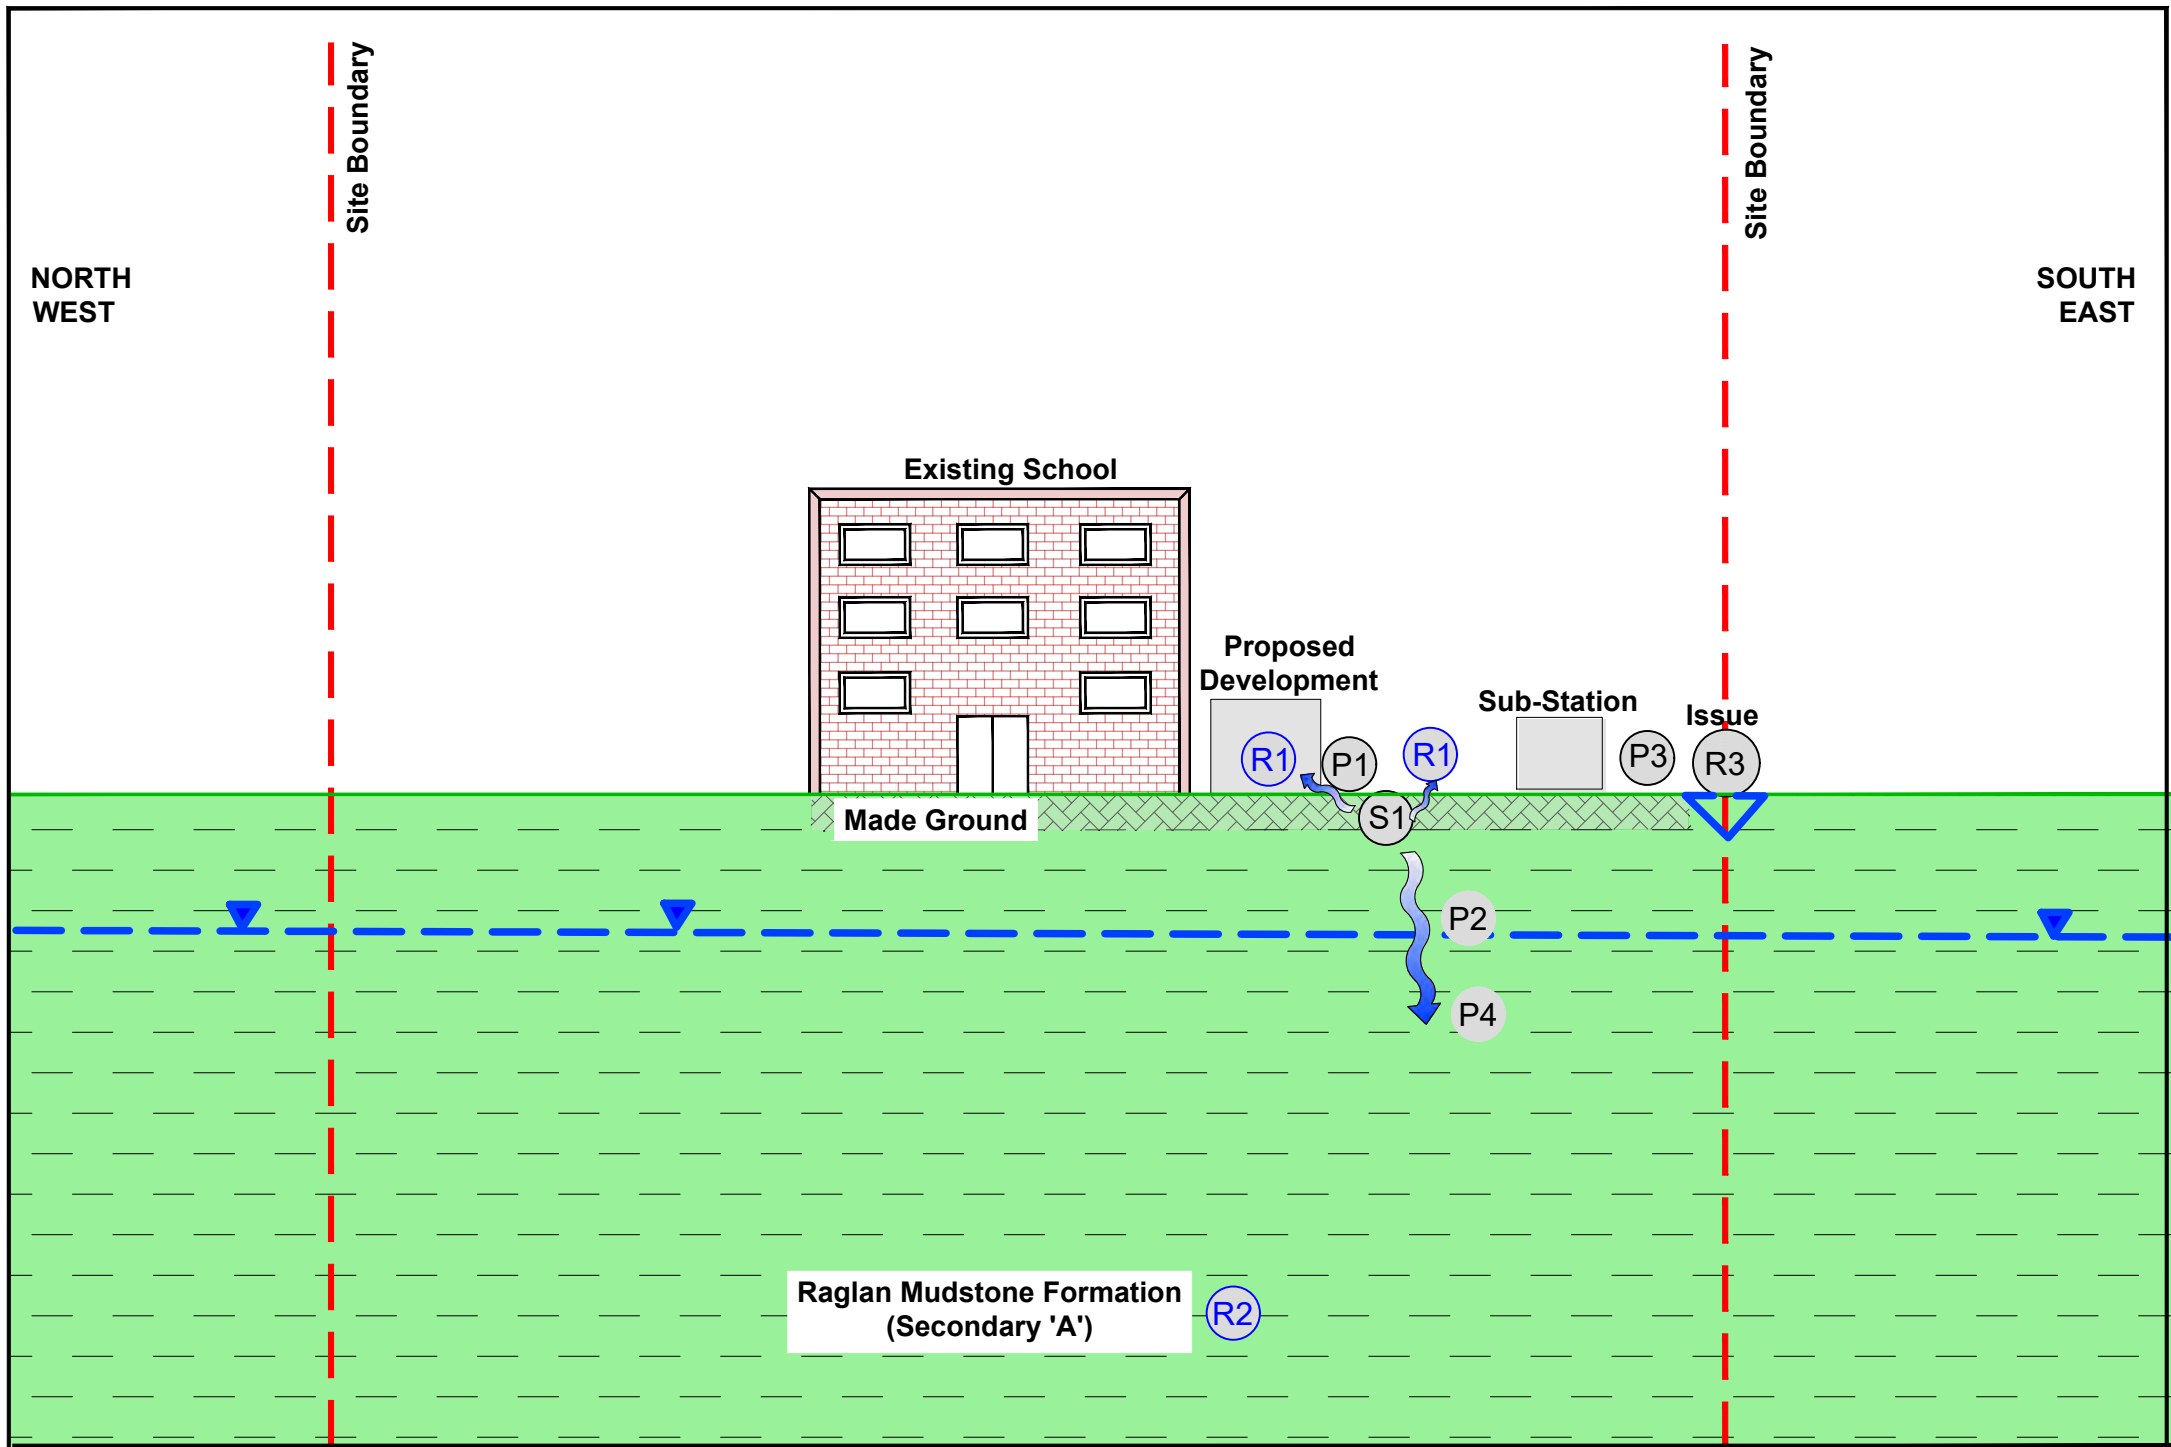 Site Boundary
Site Boundary
NORTH
WEST
SOUTH
EAST
Existing School
Proposed
Development
Sub-Station
Issue
R1
P1
R1
P3
R3
Made Ground
S1
P2
P4
Raglan Mudstone Formation
(Secondary 'A')
R2